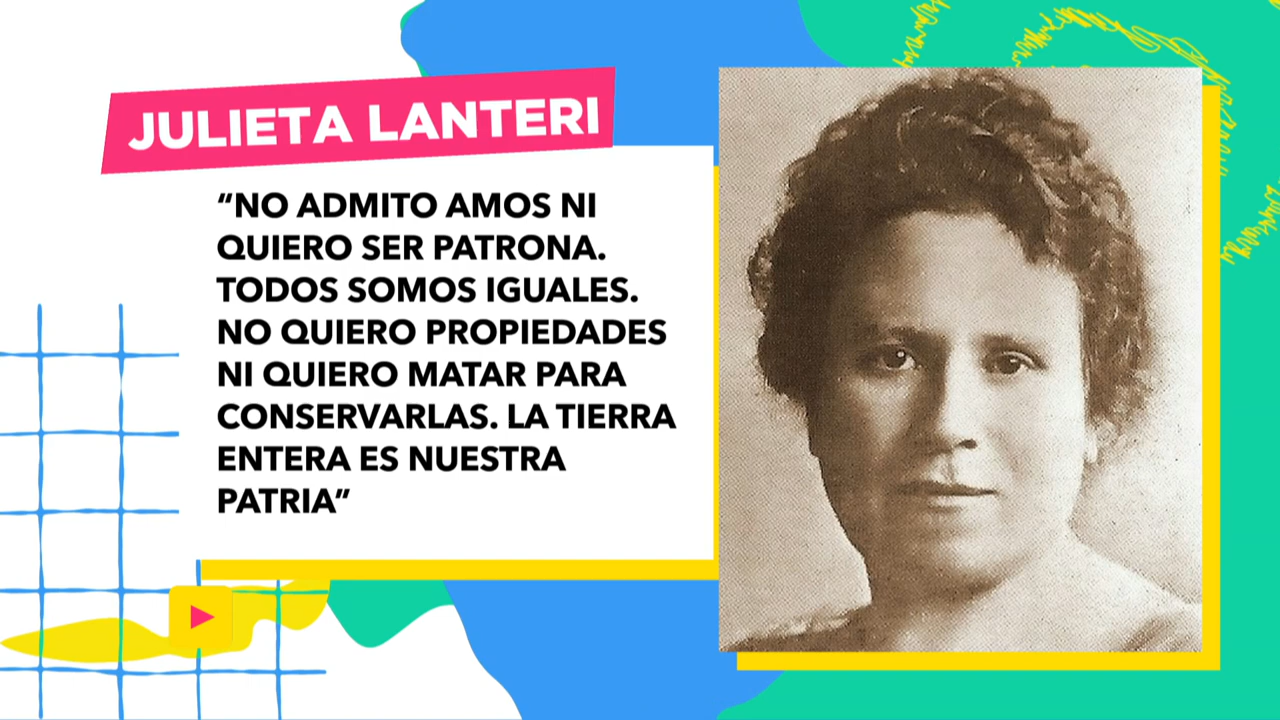 JULIETA LANTERI
“NO ADMITO AMOS NI
QUIERO SER PATRONA.
TODOS SOMOS IGUALES.
NO QUIERO PROPIEDADES
NI QUIERO MATAR PARA
CONSERVARLAS. LA TIERRA
ENTERA ES NUESTRA
PATRIA”